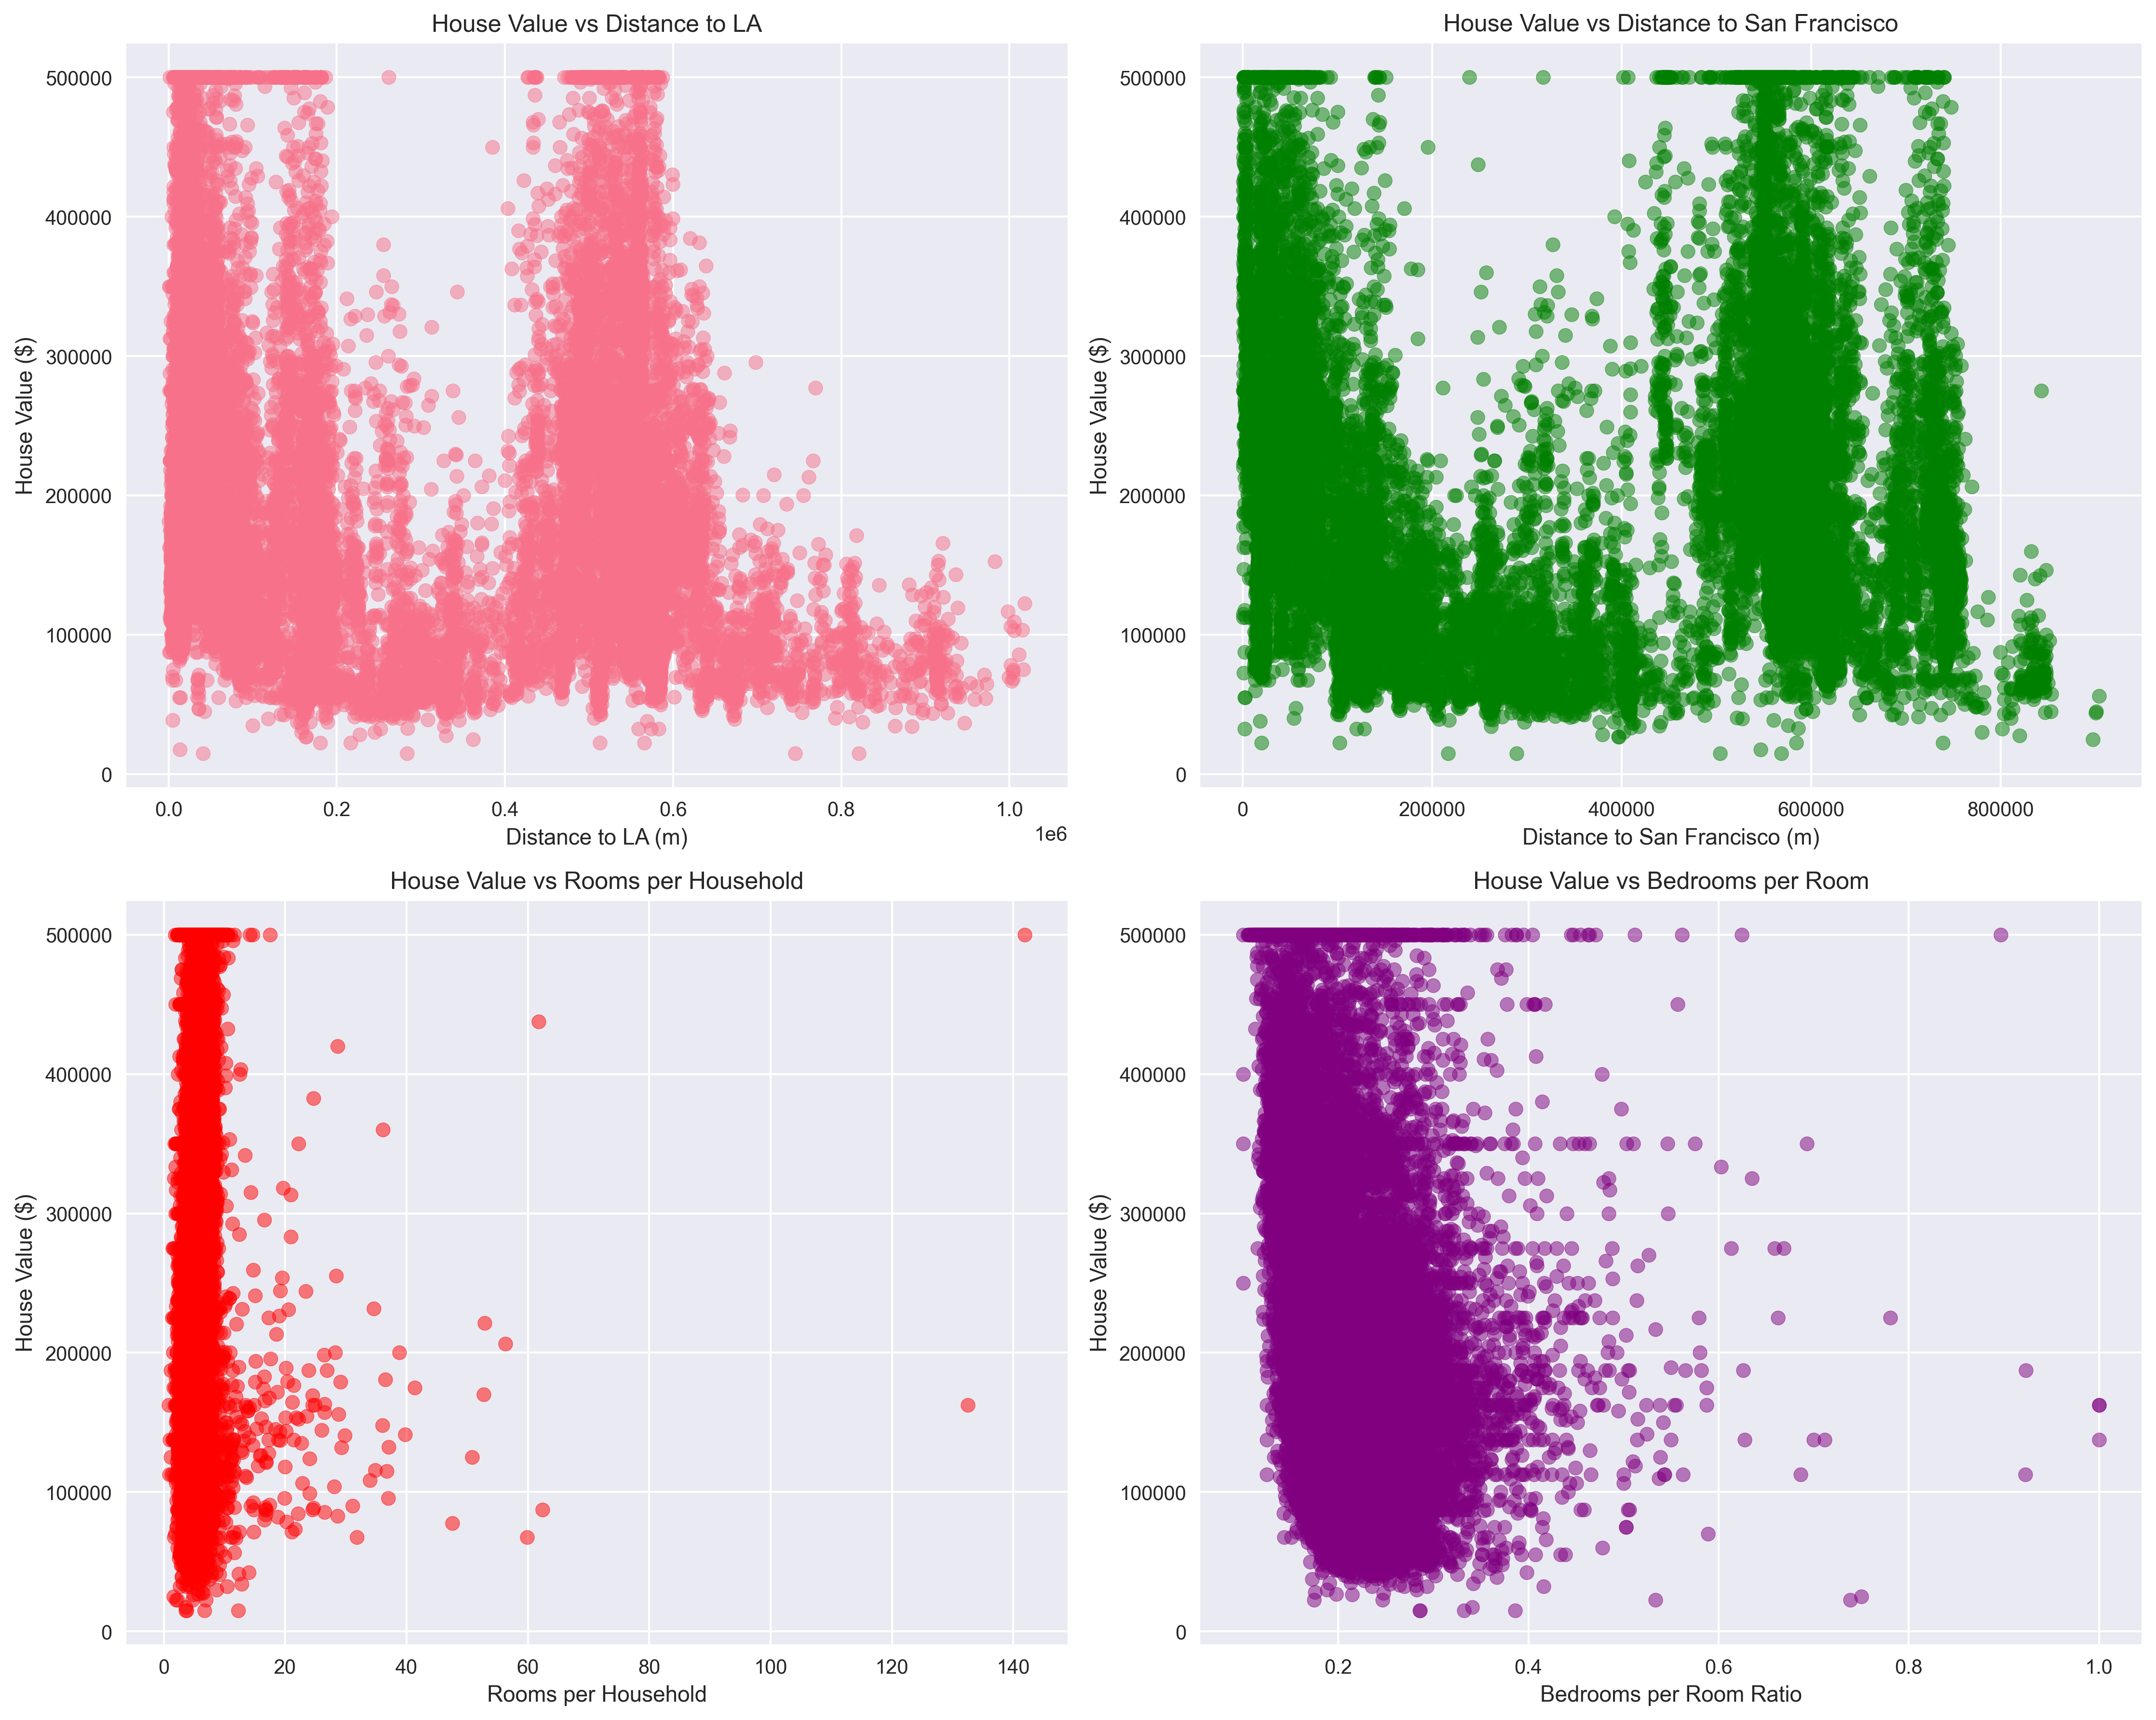 House Value vs Distance to LA
House Value ($)
500000
400000
300000
200000
100000
0
0.0 0.2 0.4 0.6 0.8 1.0
1e6
Distance to LA (m)
House Value vs Distance to San Francisco
House Value ($)
500000
400000
300000
200000
100000
0
0 200000 400000 600000 800000
Distance to San Francisco (m)
House Value vs Rooms per Household
House Value ($)
500000
400000
300000
200000
100000
0
0 20 40 60 80 100 120 140
Rooms per Household
House Value vs Bedrooms per Room
House Value ($)
500000
400000
300000
200000
100000
0
0.2 0.4 0.6 0.8 1.0
Bedrooms per Room Ratio